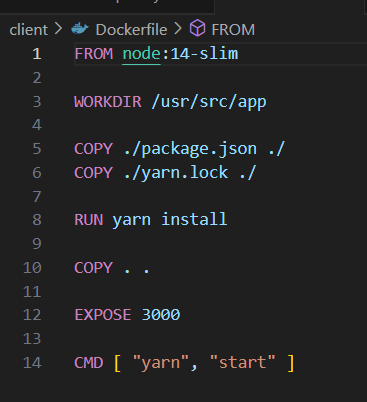 client > Dockerfile > FROM
1 FROM node:14-slim
2
3 WORKDIR /usr/src/app
4
5 COPY ./package.json ./
6 COPY ./yarn.lock ./
7
8 RUN yarn install
9
10 COPY . .
11
12 EXPOSE 3000
13
14 CMD [ "yarn", "start" ]